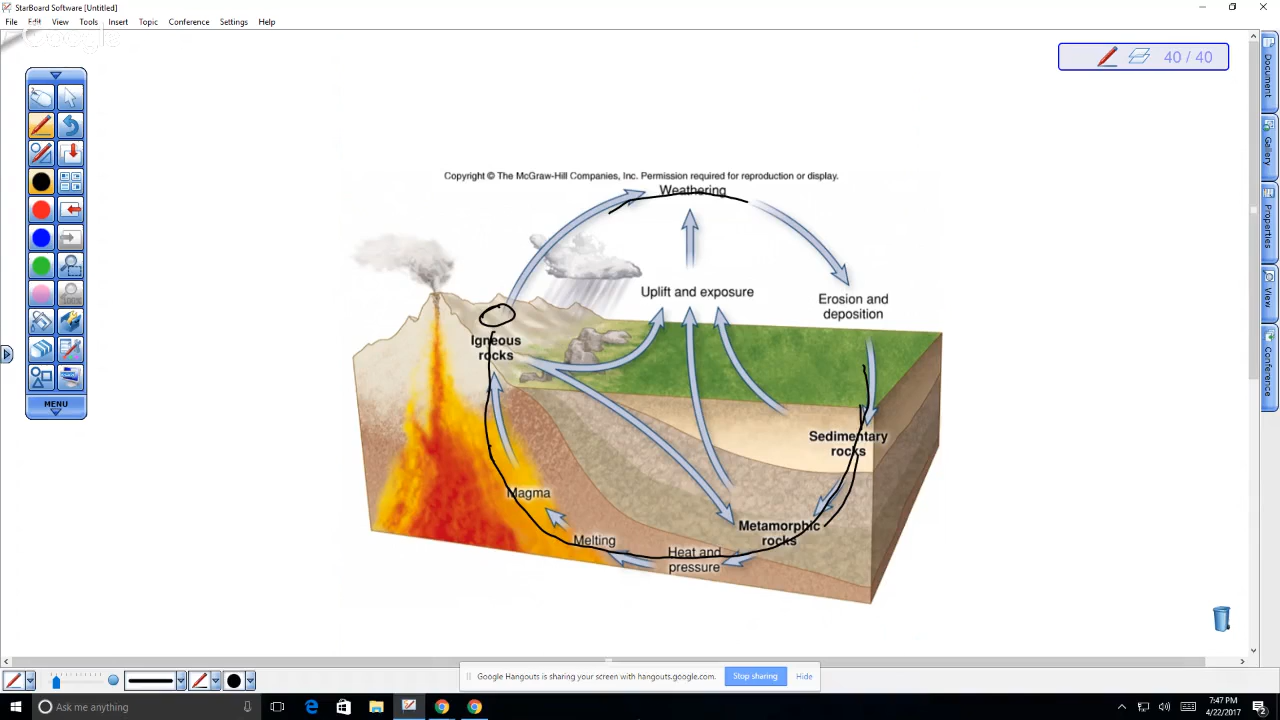 StarBoard Software [Untitled]
File Edit View Tools Insert Topic Conference Settings Help
Google
40 / 40
Document
Gallery
Properties
View
Conference
MENU
Copyright © The McGraw-Hill Companies, Inc. Permission required for reproduction or display.
Weathering
Uplift and exposure
Erosion and
deposition
Igneous
rocks
Sedimentary
rocks
Magma
Metamorphic
rocks
Melting
Heat and
pressure
Google Hangouts is sharing your screen with hangouts.google.com. Stop sharing Hide
Ask me anything
7:47 PM
4/22/2017
2